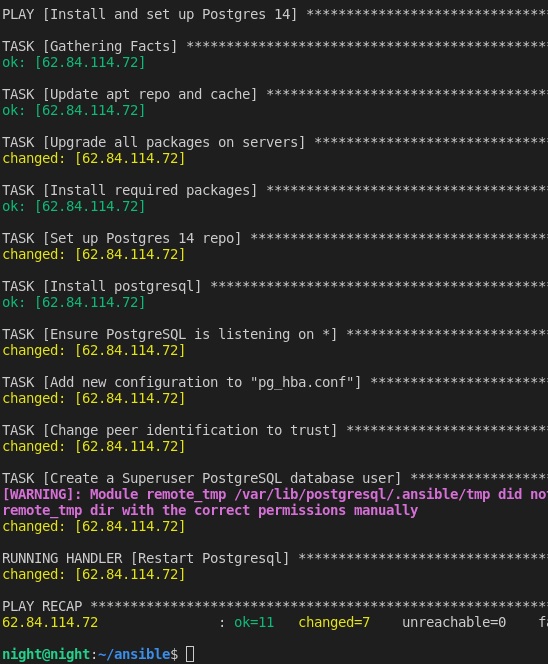 PLAY [Install and set up Postgres 14] ******************************
TASK [Gathering Facts] *********************************************
ok: [62.84.114.72]
TASK [Update apt repo and cache] ************************************
ok: [62.84.114.72]
TASK [Upgrade all packages on servers] *****************************
changed: [62.84.114.72]
TASK [Install required packages] ************************************
ok: [62.84.114.72]
TASK [Set up Postgres 14 repo] **************************************
changed: [62.84.114.72]
TASK [Install postgresql] *******************************************
ok: [62.84.114.72]
TASK [Ensure PostgreSQL is listening on *] **************************
changed: [62.84.114.72]
TASK [Add new configuration to "pg_hba.conf"] **********************
changed: [62.84.114.72]
TASK [Change peer identification to trust] *************************
changed: [62.84.114.72]
TASK [Create a Superuser PostgreSQL database user] *****************
[WARNING]: Module remote_tmp /var/lib/postgresql/.ansible/tmp did no
remote_tmp dir with the correct permissions manually
changed: [62.84.114.72]
RUNNING HANDLER [Restart Postgresql] *******************************
changed: [62.84.114.72]
PLAY RECAP *********************************************************
62.84.114.72 : ok=11 changed=7 unreachable=0 fa
night@night:~/ansible$